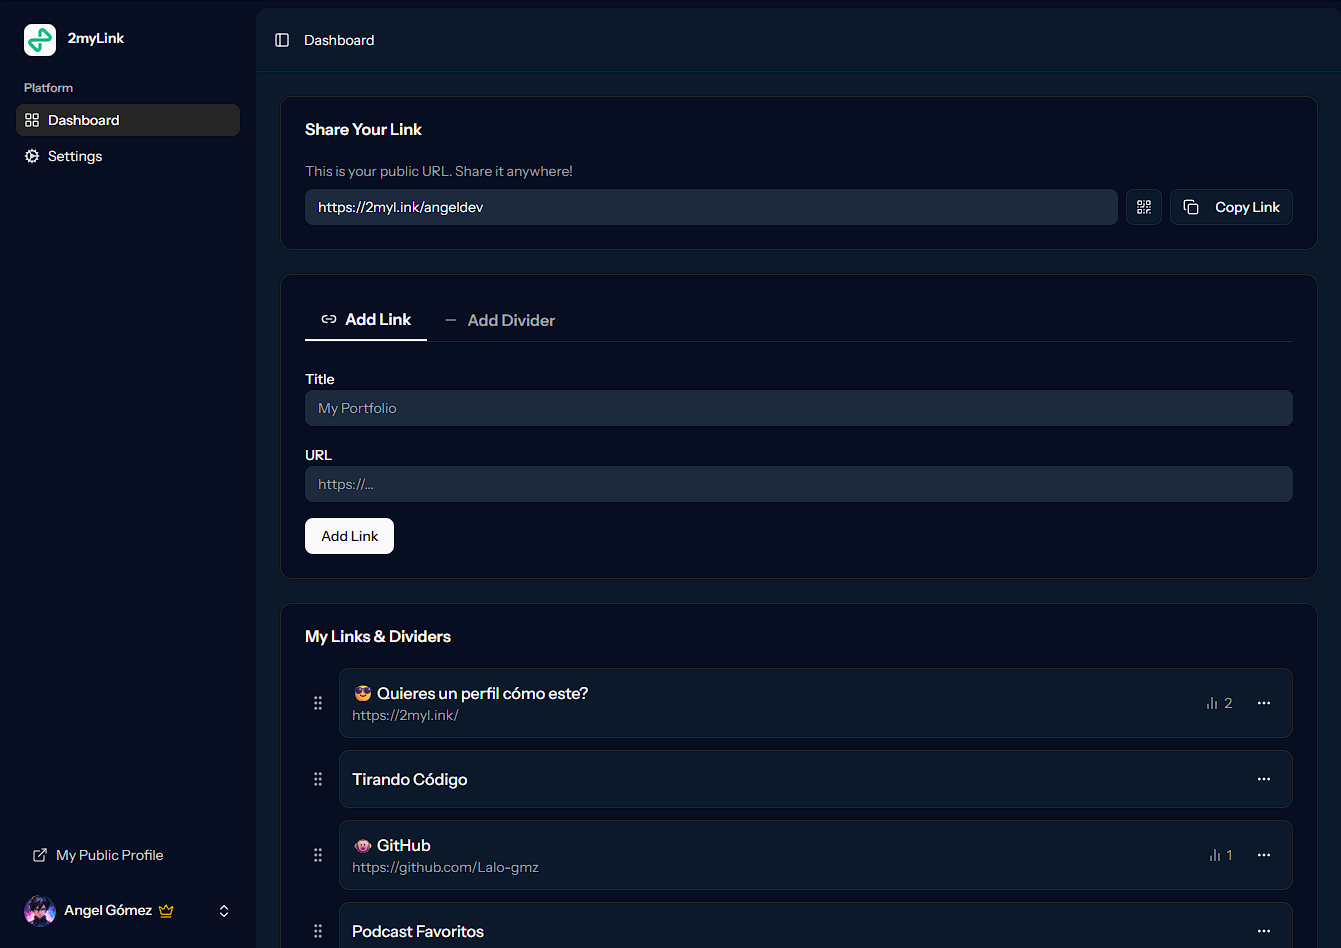 2myLink
Platform
Dashboard
Settings
My Public Profile
Angel Gómez
Dashboard
Share Your Link
This is your public URL. Share it anywhere!
https://2myl.ink/angeldev
Copy Link
Add Link
Add Divider
Title
My Portfolio
URL
https://...
Add Link
My Links & Dividers
😎 Quieres un perfil cómo este?
https://2myl.ink/
2
Tirando Código
🐵 GitHub
https://github.com/Lalo-gmz
1
Podcast Favoritos